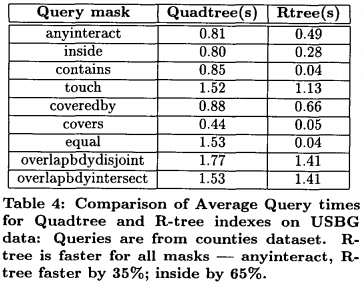 Query mask Quadtree(s) Rtree(s)
anyinteract 0.81 0.49
inside 0.80 0.28
contains 0.85 0.04
touch 1.52 1.13
coveredby 0.88 0.66
covers 0.44 0.05
equal 1.53 0.04
overlapbdydisjoint 1.77 1.41
overlapbdyintersect 1.53 1.41
Table 4: Comparison of Average Query times
for Quadtree and R-tree indexes on USBG
data: Queries are from counties dataset. R-
tree is faster for all masks — anyinteract, R-
tree faster by 35%; inside by 65%.